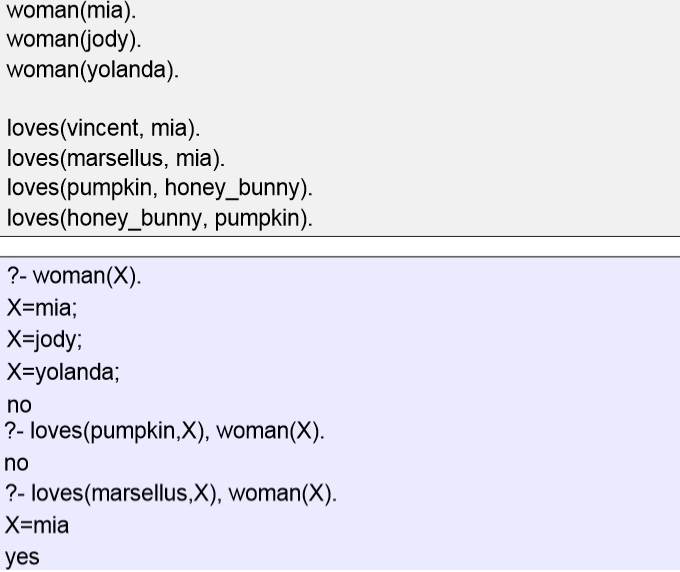 woman(mia).
woman(jody).
woman(yolanda).
loves(vincent, mia).
loves(marsellus, mia).
loves(pumpkin, honey_bunny).
loves(honey_bunny, pumpkin).
?- woman(X).
X=mia;
X=jody;
X=yolanda;
no
?- loves(pumpkin,X), woman(X).
no
?- loves(marsellus,X), woman(X).
X=mia
yes